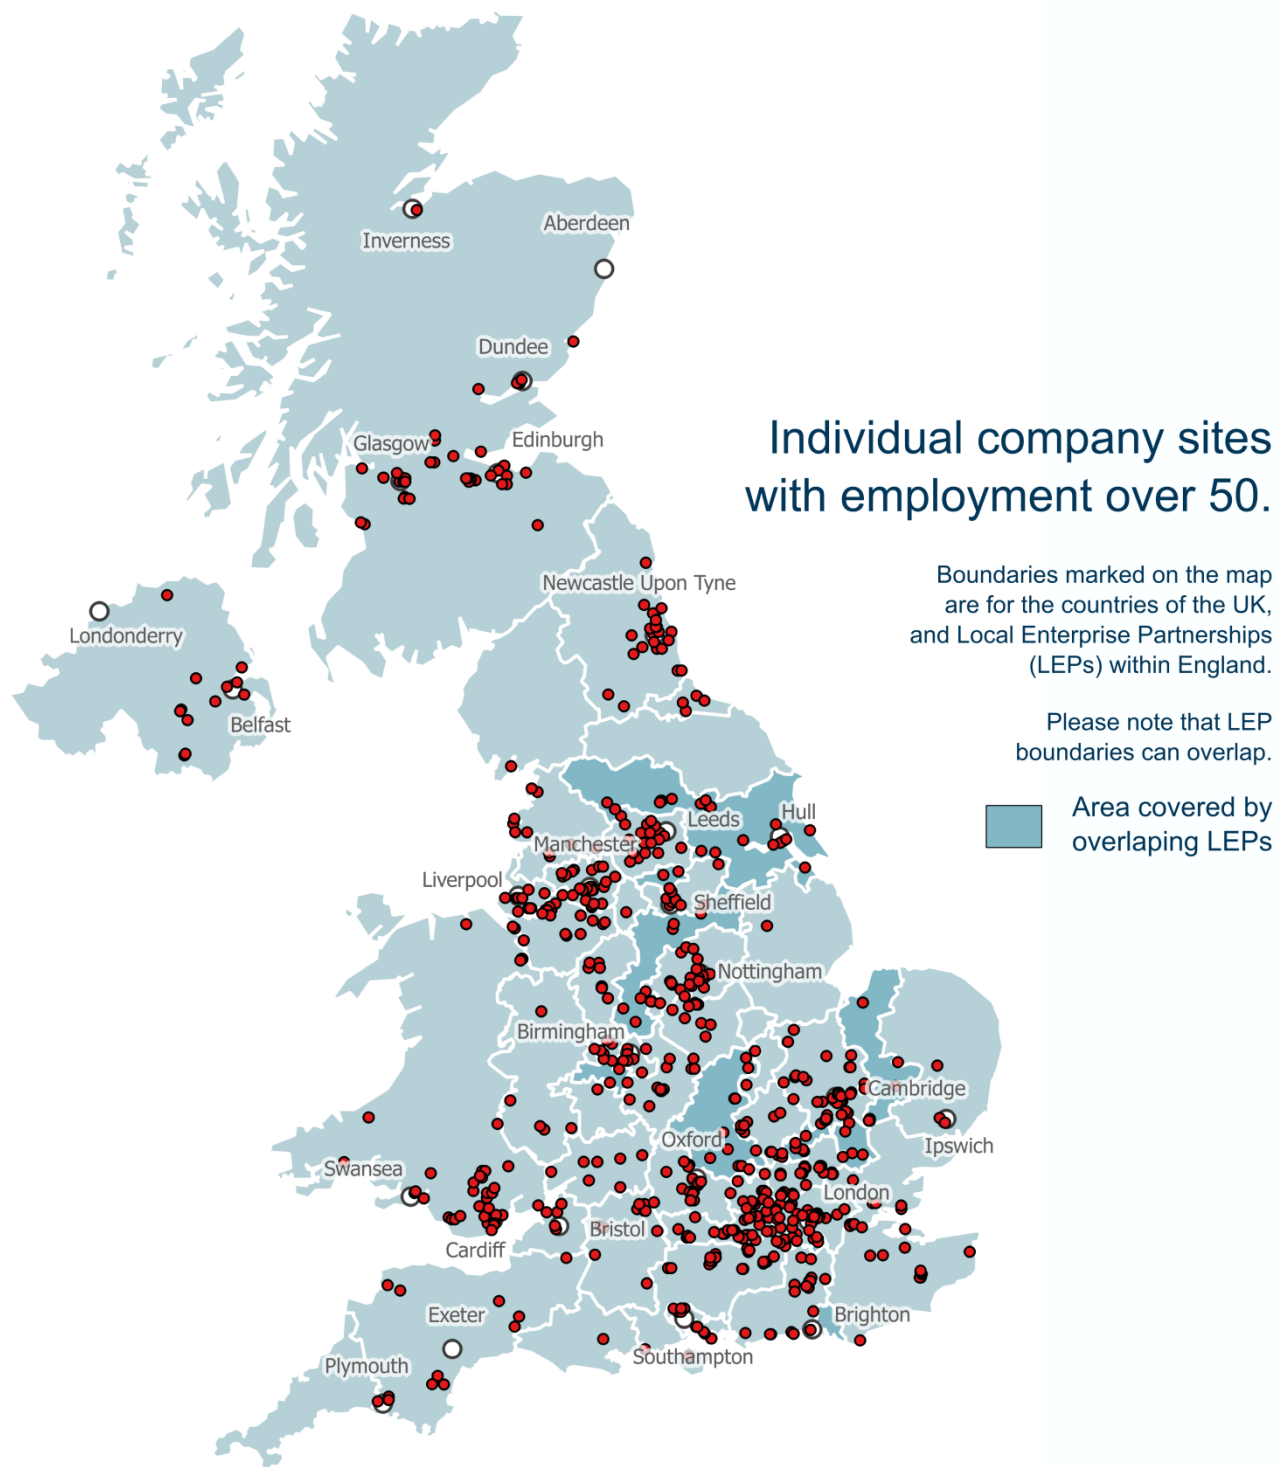 Inverness
Aberdeen
Dundee
Glasgow
Edinburgh
Individual company sites
with employment over 50.
Boundaries marked on the map
are for the countries of the UK,
and Local Enterprise Partnerships
(LEPs) within England.
Please note that LEP
boundaries can overlap.
Area covered by
overlaping LEPs
Newcastle Upon Tyne
Londonderry
Belfast
Leeds
Hull
Manchester
Liverpool
Sheffield
Nottingham
Birmingham
Cambridge
Oxford
Ipswich
Swansea
London
Bristol
Cardiff
Exeter
Brighton
Plymouth
Southampton